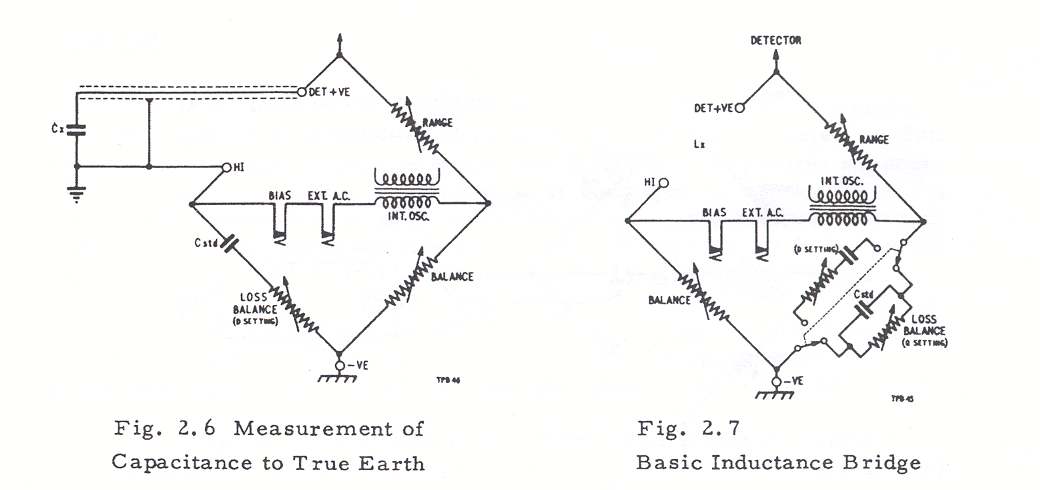 DET +VE
Cx
RANGE
HI
BIAS
EXT. A.C.
INT. OSC.
Cstd
BALANCE
LOSS
BALANCE
(D SETTING)
-VE
TPB 46
Fig. 2.6 Measurement of
Capacitance to True Earth
DETECTOR
DET+VE
RANGE
Lx
HI
INT. OSC.
BIAS
EXT. A.C.
(D SETTING)
BALANCE
Cstd
LOSS
BALANCE
(Q SETTING)
-VE
TPB 45
Fig. 2.7
Basic Inductance Bridge